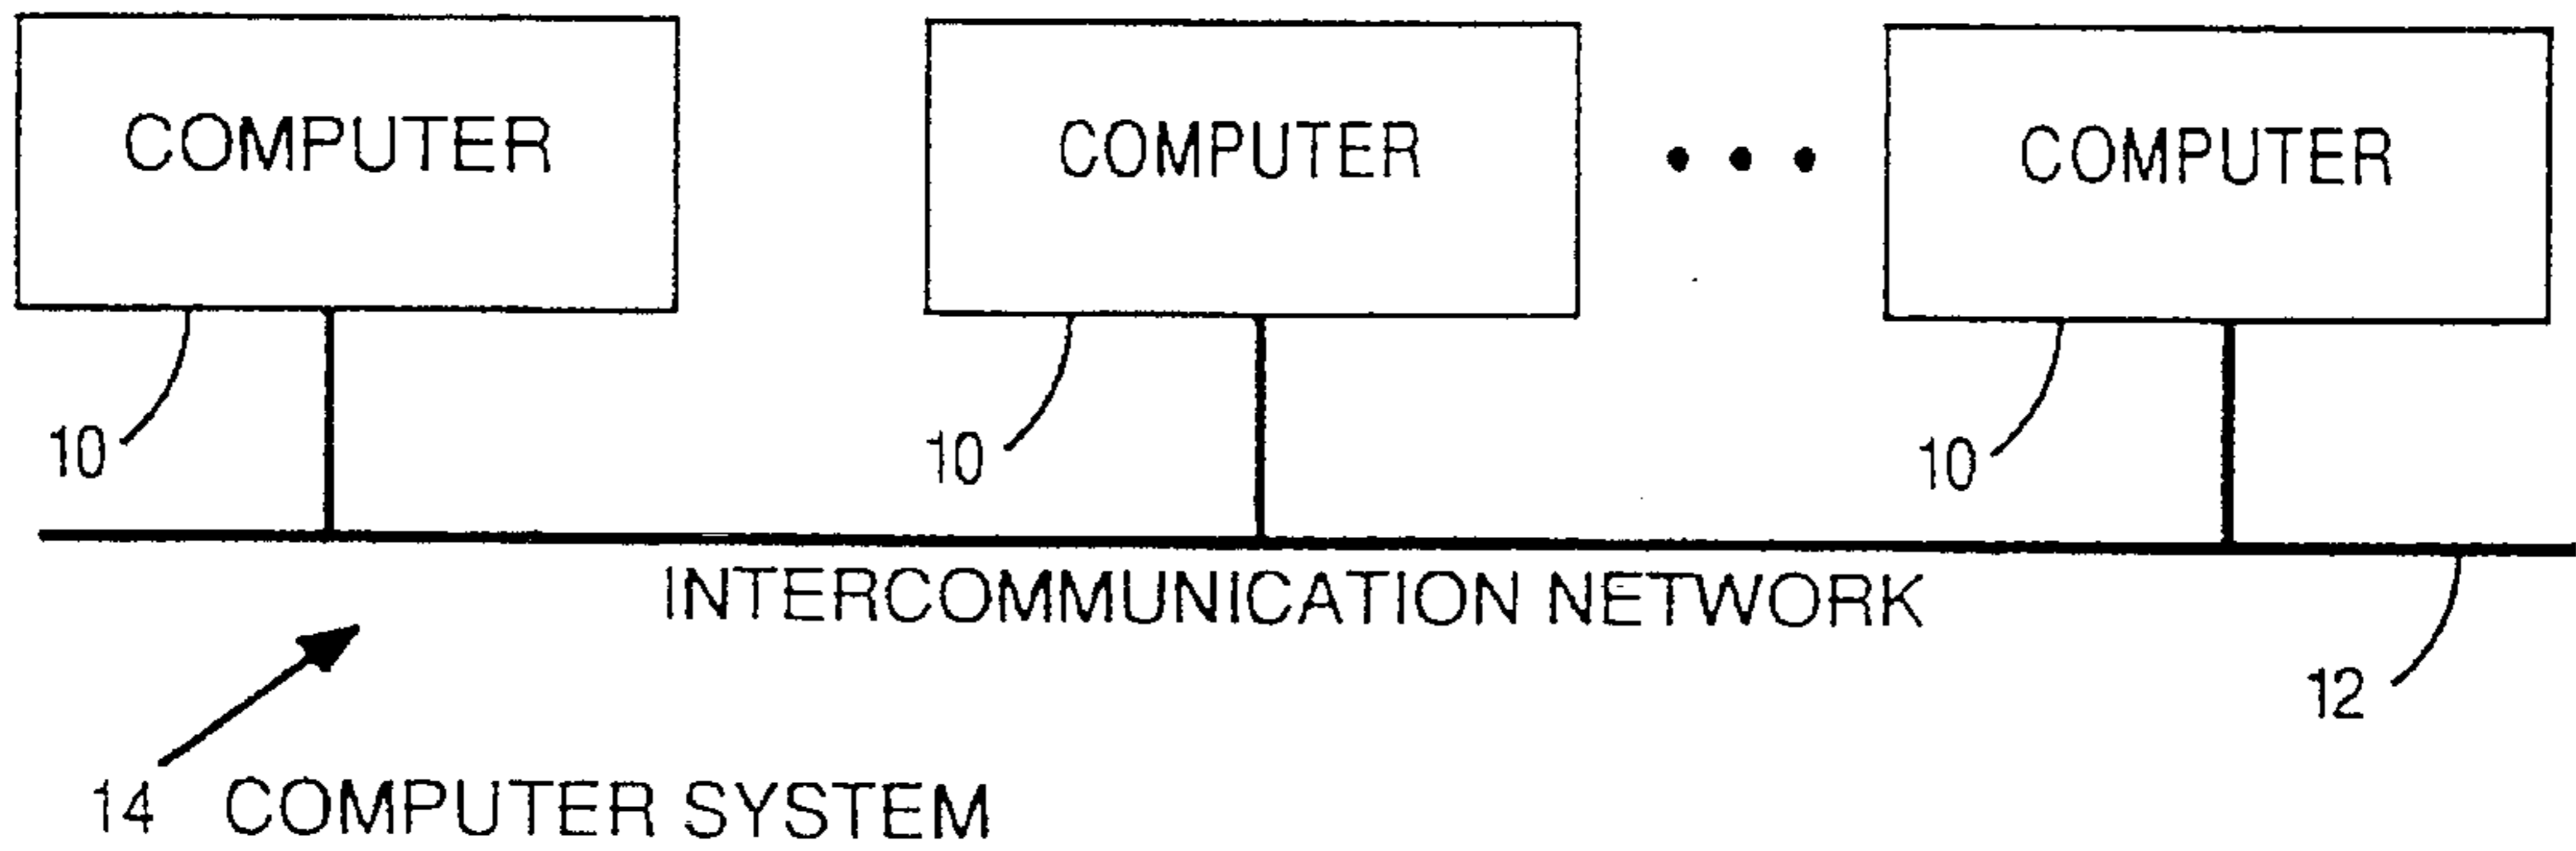 COMPUTER
COMPUTER
COMPUTER
10
10
10
INTERCOMMUNICATION NETWORK
12
14 COMPUTER SYSTEM